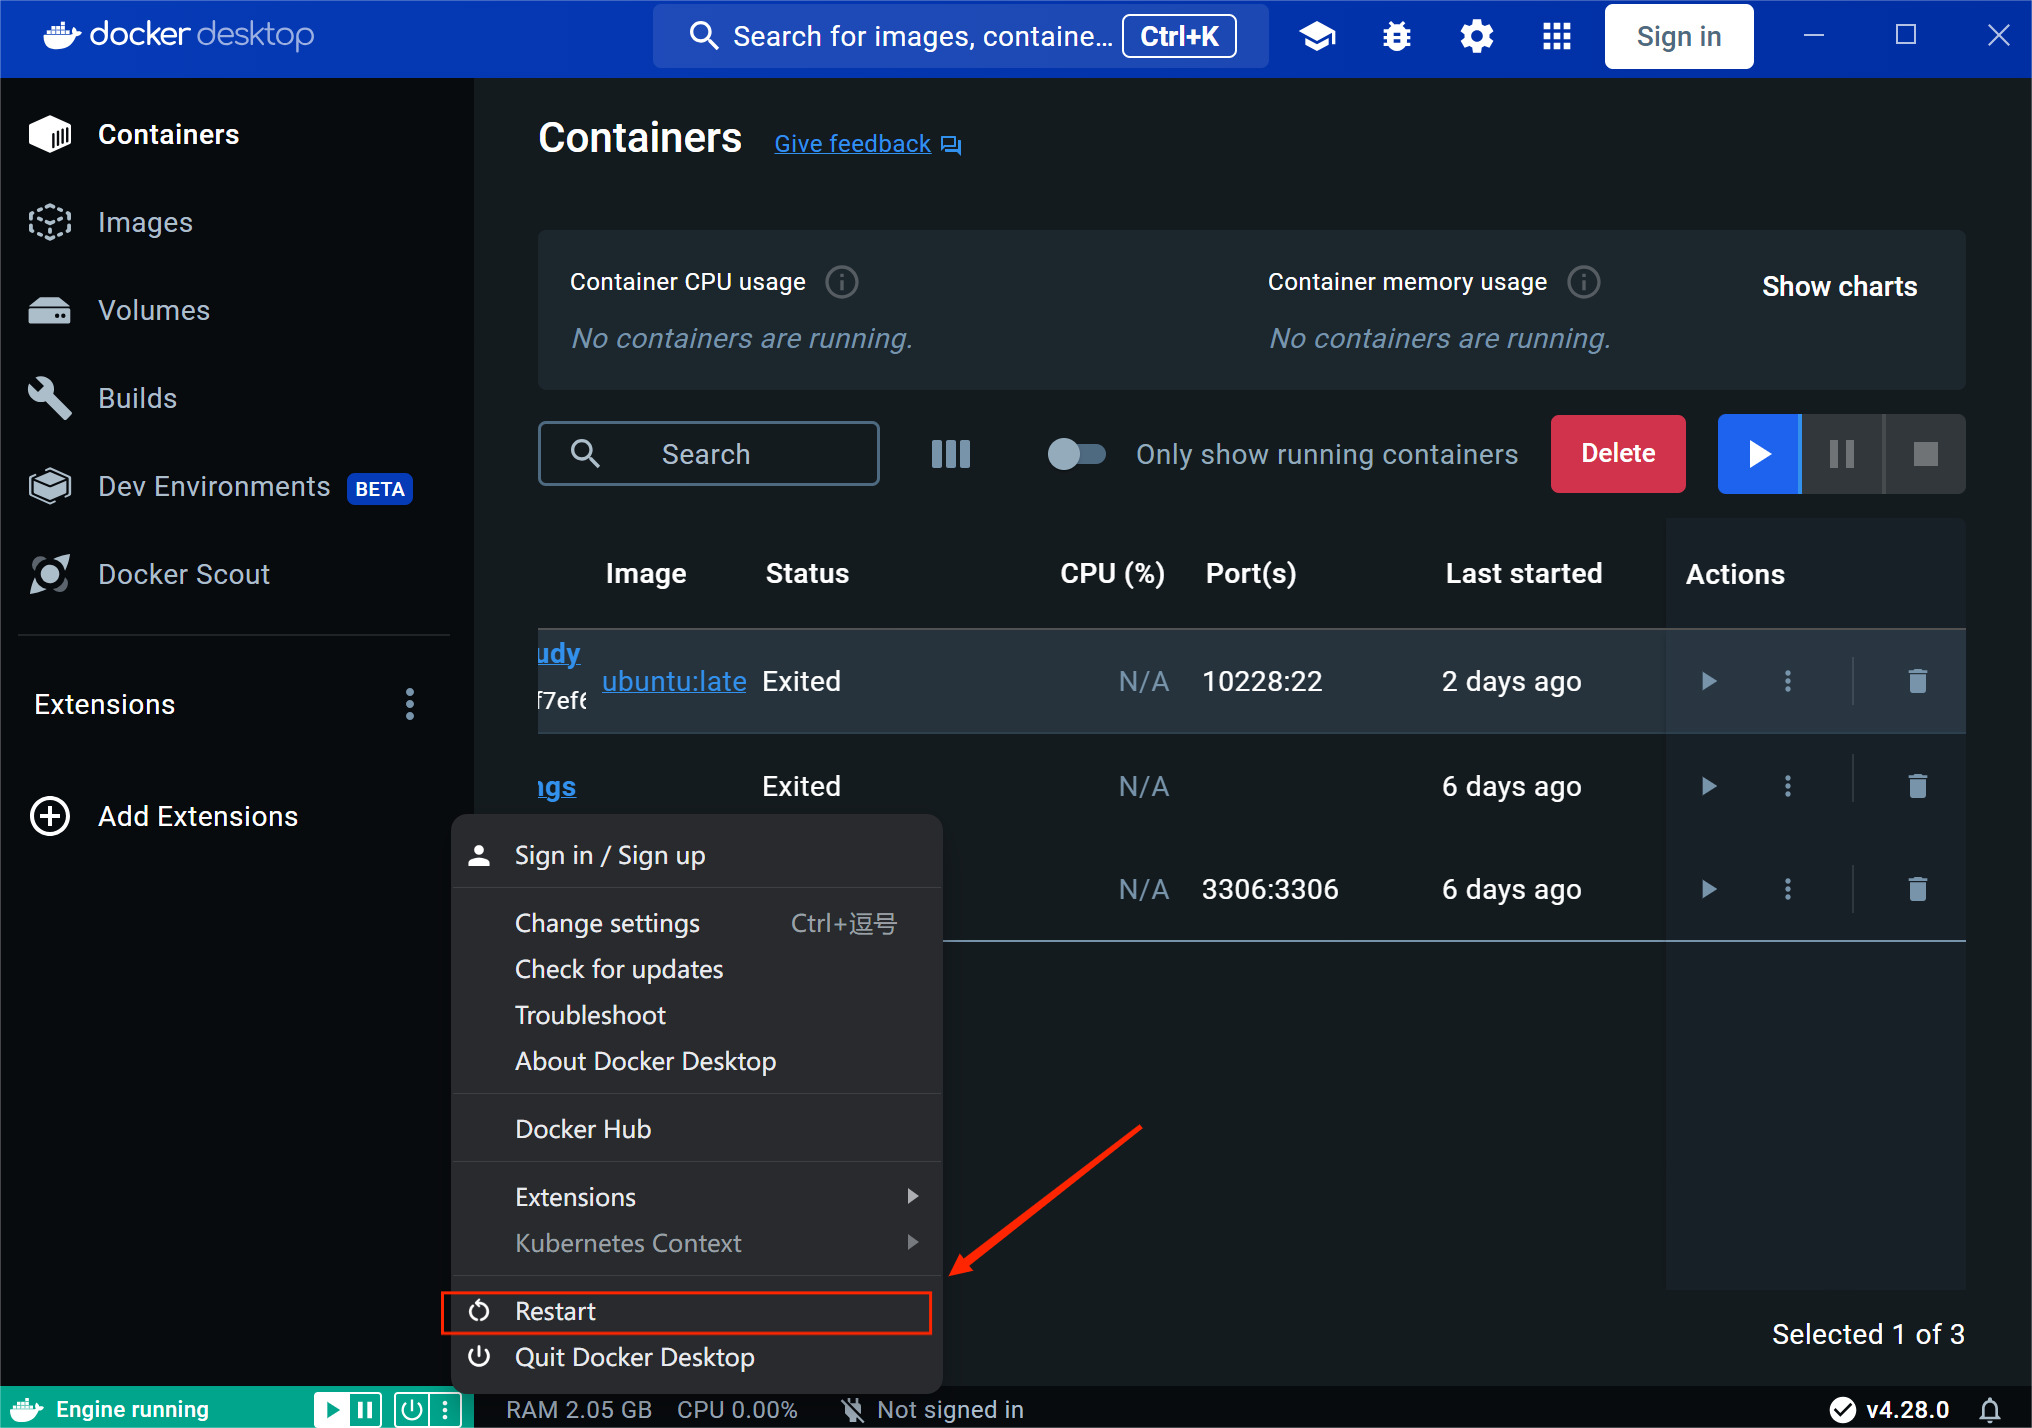 docker desktop
Search for images, containe... Ctrl+K
Sign in
Containers
Images
Volumes
Builds
Dev Environments BETA
Docker Scout
Extensions
Add Extensions
Containers Give feedback
Container CPU usage
No containers are running.
Container memory usage
No containers are running.
Show charts
Search
Only show running containers
Delete
Image Status CPU (%) Port(s) Last started Actions
udy
f7ef6
ubuntu:late Exited N/A 10228:22 2 days ago
ngs Exited N/A 6 days ago
N/A 3306:3306 6 days ago
Sign in / Sign up
Change settings Ctrl+逗号
Check for updates
Troubleshoot
About Docker Desktop
Docker Hub
Extensions
Kubernetes Context
Restart
Quit Docker Desktop
Selected 1 of 3
Engine running
RAM 2.05 GB CPU 0.00% Not signed in
v4.28.0